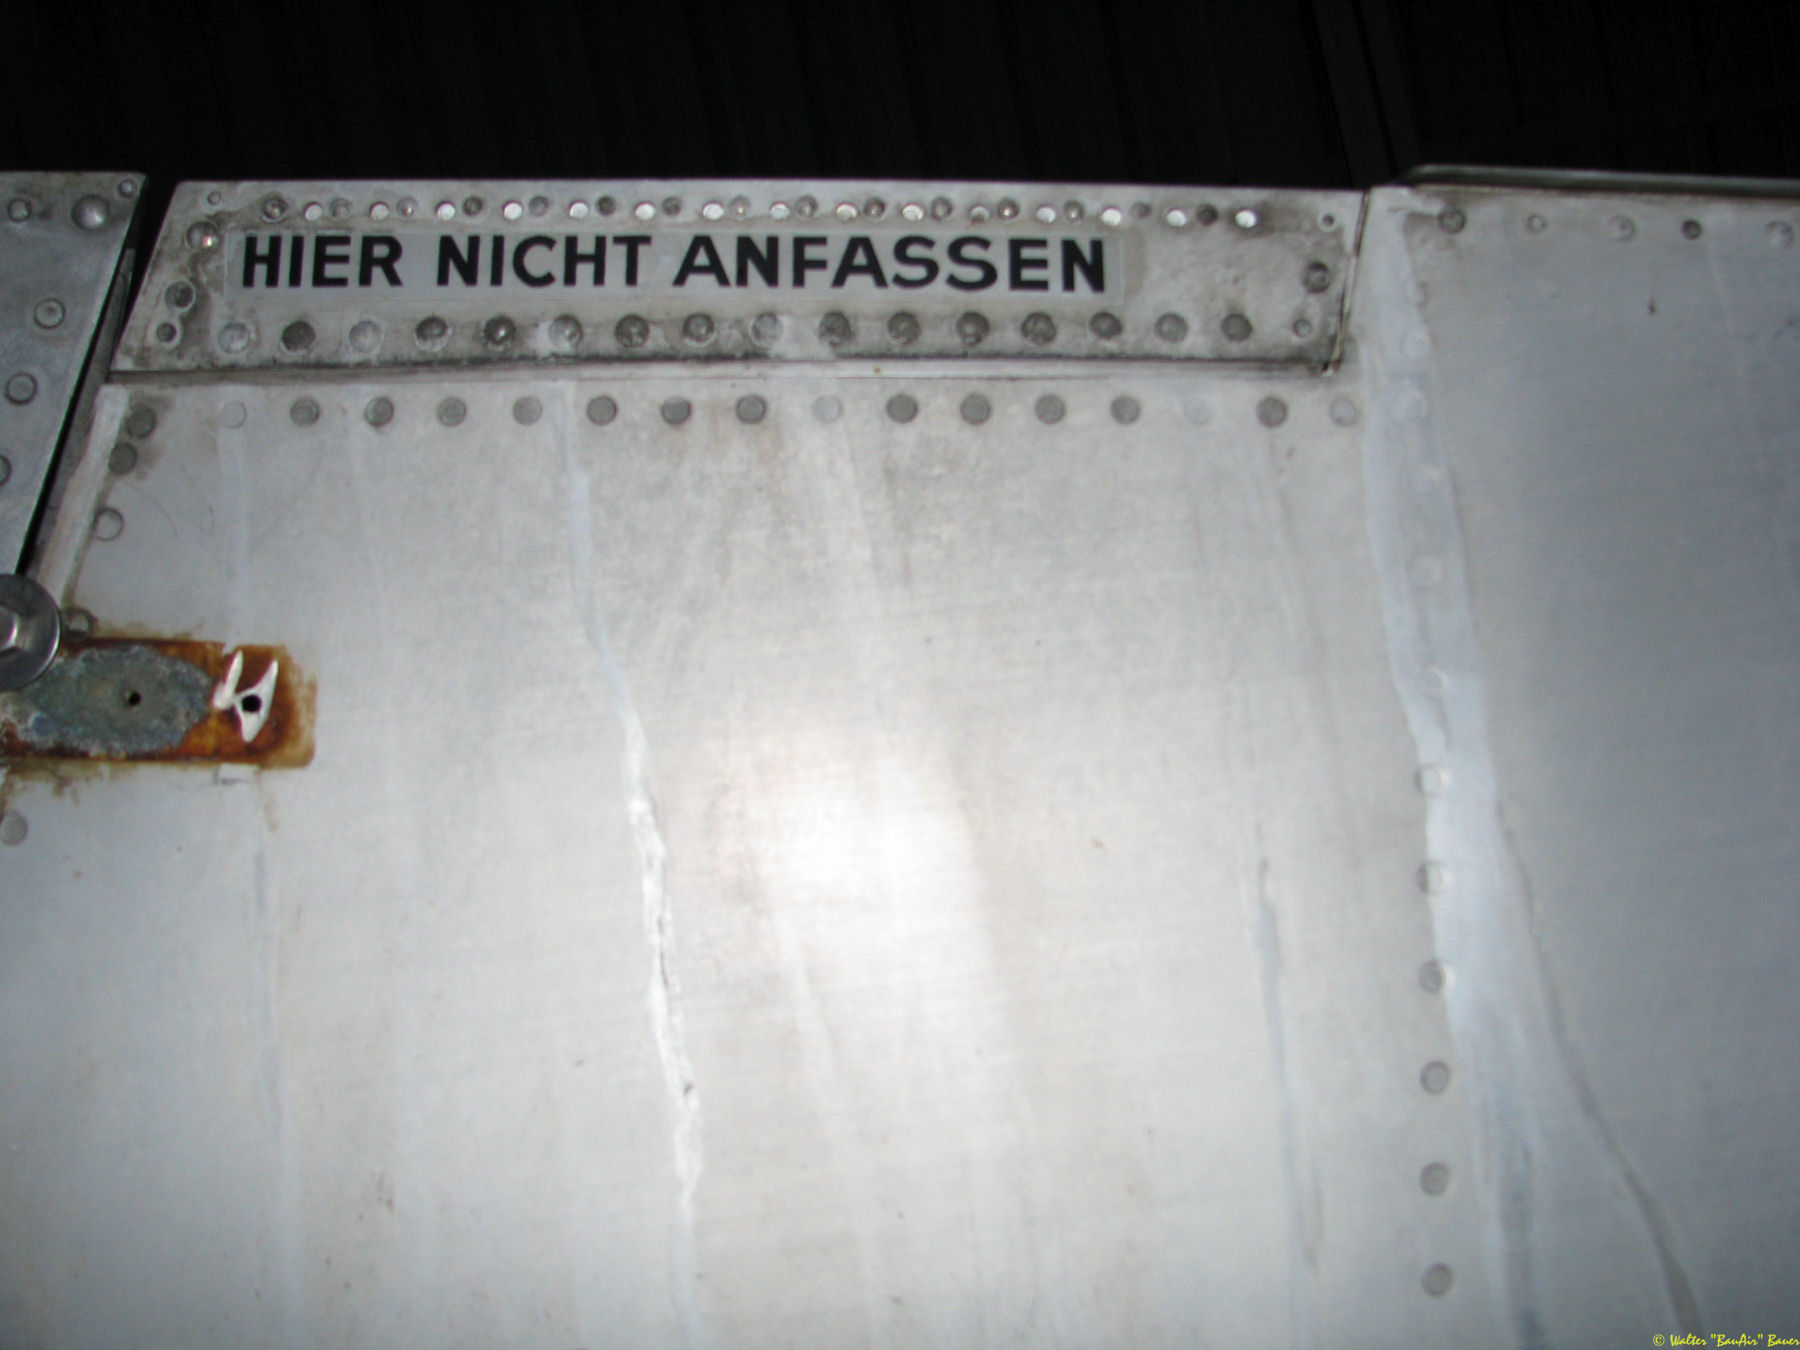 HIER NICHT ANFASSEN
© Walter "BauAir" Bauer